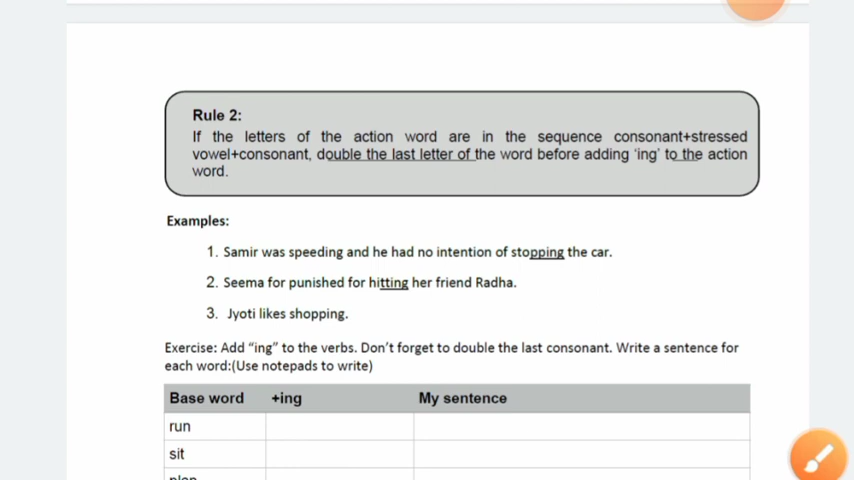 Rule 2:
If the letters of the action word are in the sequence consonant+stressed
vowel+consonant, double the last letter of the word before adding ‘ing’ to the action
word.
Examples:
1. Samir was speeding and he had no intention of stopping the car.
2. Seema for punished for hitting her friend Radha.
3. Jyoti likes shopping.
Exercise: Add “ing” to the verbs. Don’t forget to double the last consonant. Write a sentence for
each word:(Use notepads to write)
Base word +ing My sentence
run
sit